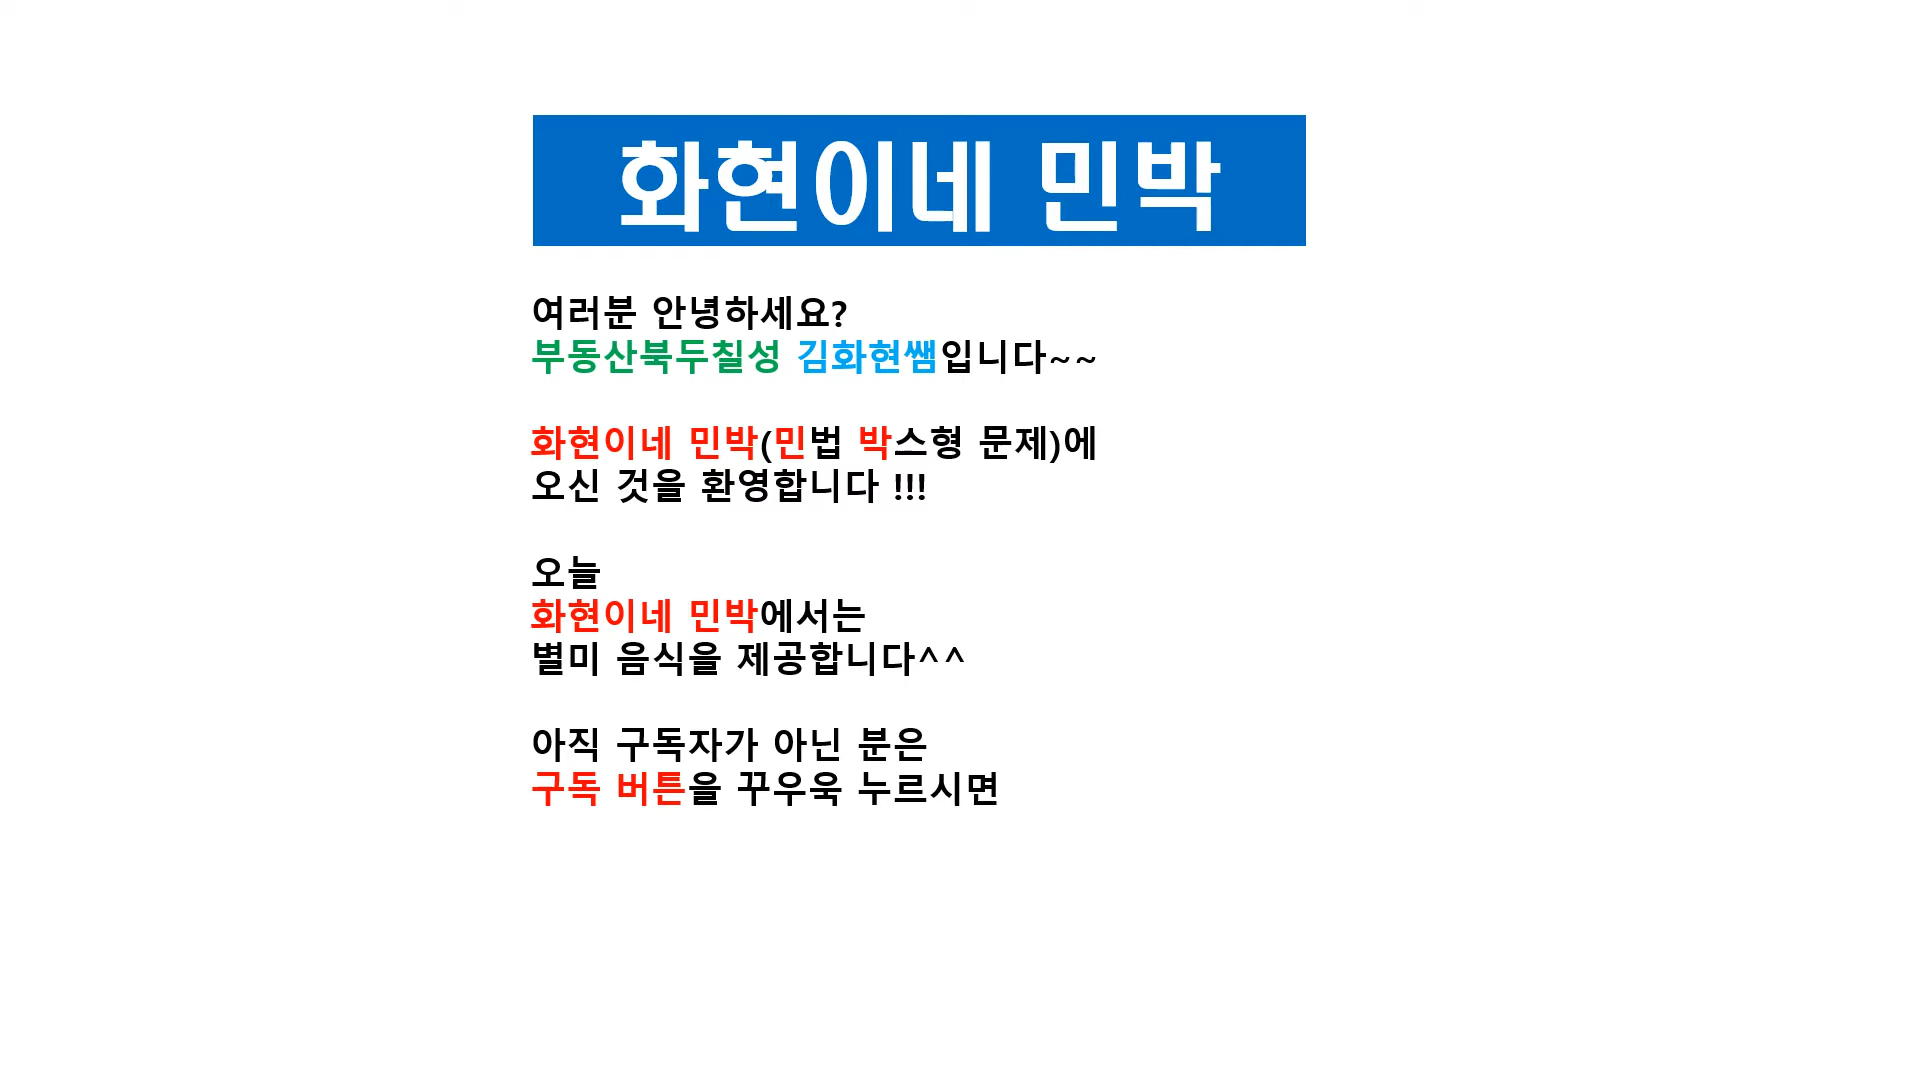 화현이네 민박
여러분 안녕하세요?
부동산북두칠성 김화현쌤입니다~~
화현이네 민박(민법 박스형 문제)에
오신 것을 환영합니다 !!!
오늘
화현이네 민박에서는
별미 음식을 제공합니다^^
아직 구독자가 아닌 분은
구독 버튼을 꾸우욱 누르시면